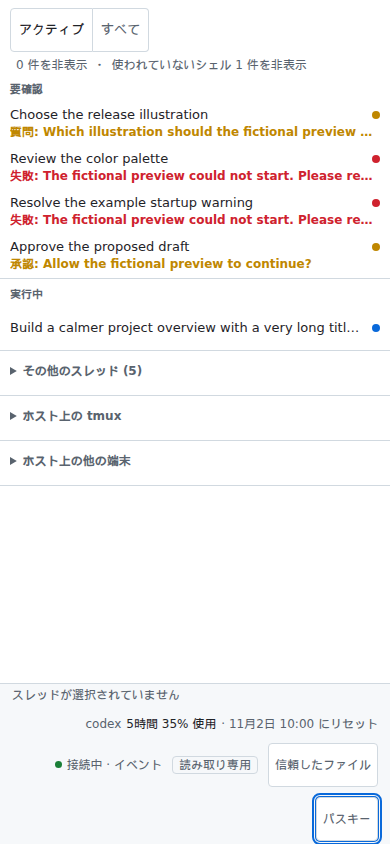 アクティブ すべて
0 件を非表示 ・ 使われていないシェル 1 件を非表示
要確認
Choose the release illustration
質問: Which illustration should the fictional preview …
Review the color palette
失敗: The fictional preview could not start. Please re…
Resolve the example startup warning
失敗: The fictional preview could not start. Please re…
Approve the proposed draft
承認: Allow the fictional preview to continue?
実行中
Build a calmer project overview with a very long titl…
その他のスレッド (5)
ホスト上の tmux
ホスト上の他の端末
スレッドが選択されていません
codex 5時間 35% 使用 · 11月2日 10:00 にリセット
接続中 · イベント 読み取り専用 信頼したファイル
パスキー